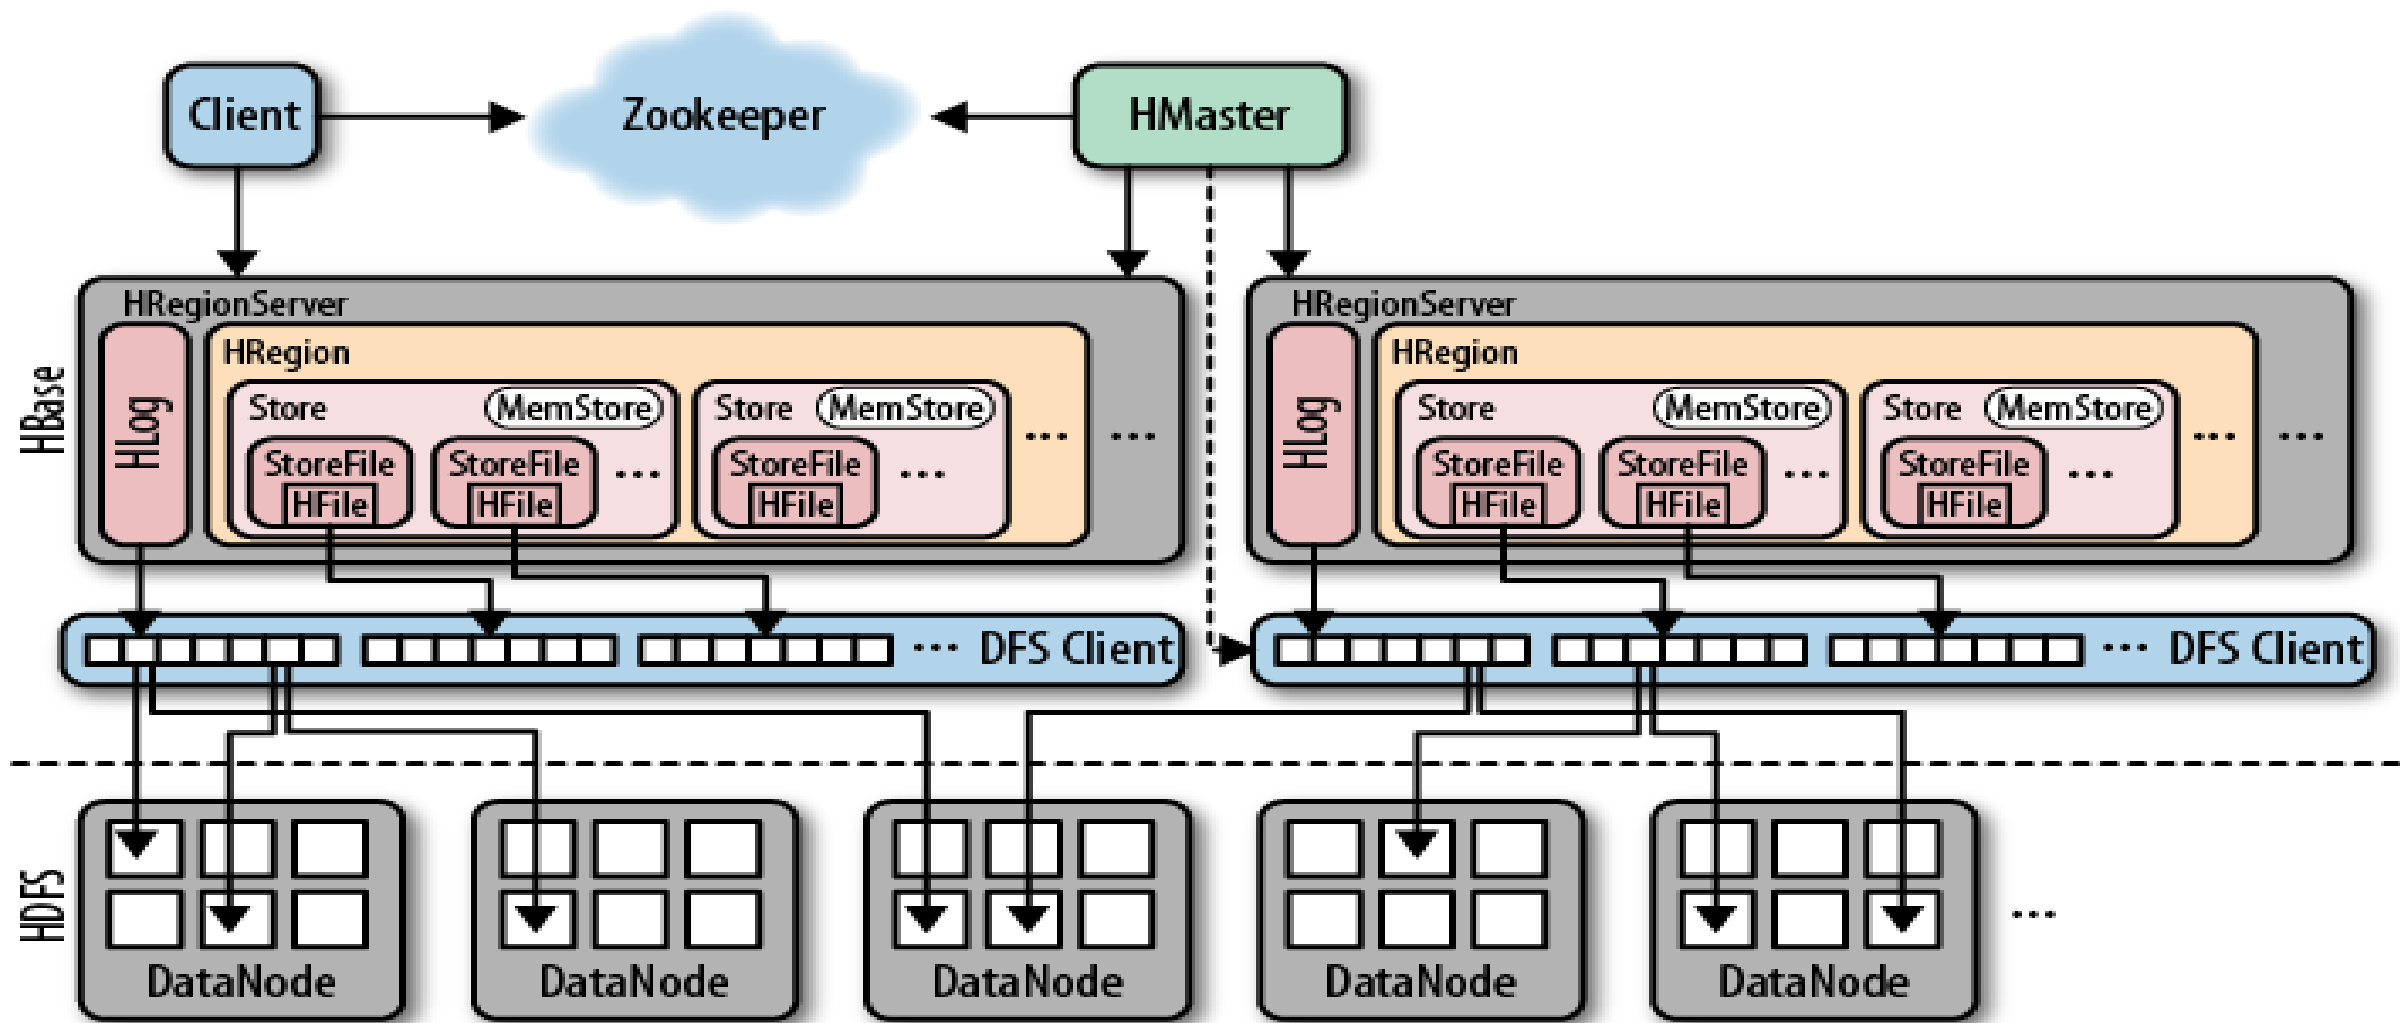 Client
Zookeeper
HMaster
HBase
HRegionServer
HLog
HRegion
Store
MemStore
StoreFile
HFile
StoreFile
HFile
...
Store
MemStore
StoreFile
HFile
...
...
...
HRegionServer
HLog
HRegion
Store
MemStore
StoreFile
HFile
StoreFile
HFile
...
Store
MemStore
StoreFile
HFile
...
...
...
... DFS Client
... DFS Client
HDFS
DataNode
DataNode
DataNode
DataNode
DataNode
...